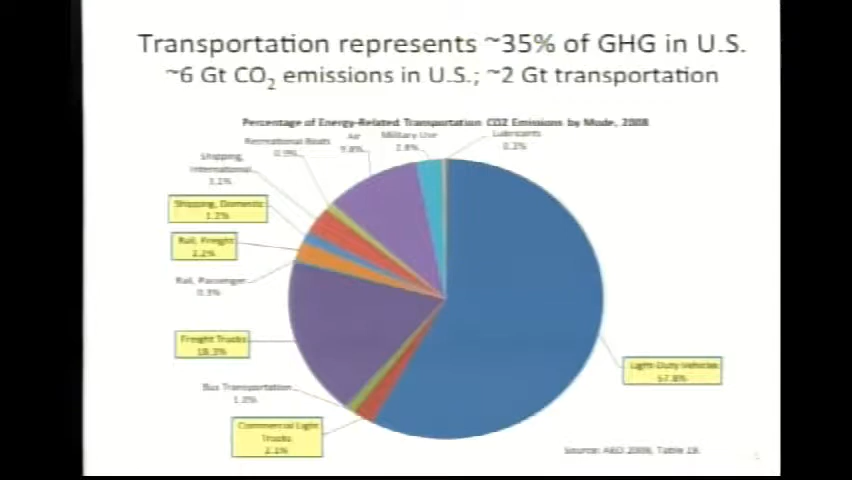 Transportation represents ~35% of GHG in U.S.
~6 Gt CO₂ emissions in U.S.; ~2 Gt transportation
Percentage of Energy-Related Transportation CO2 Emissions by Mode, 2008
Lubricants
0.2%
Military Use
2.8%
Air
9.8%
Recreational Boats
0.9%
Shipping,
International
3.1%
Shipping, Domestic
1.2%
Rail, Freight
2.2%
Rail, Passenger
0.3%
Freight Trucks
18.3%
Bus Transportation
Commercial Light
Trucks
2.1%
Light-Duty Vehicles
57.8%
Source: AEO 2008, Table 19.